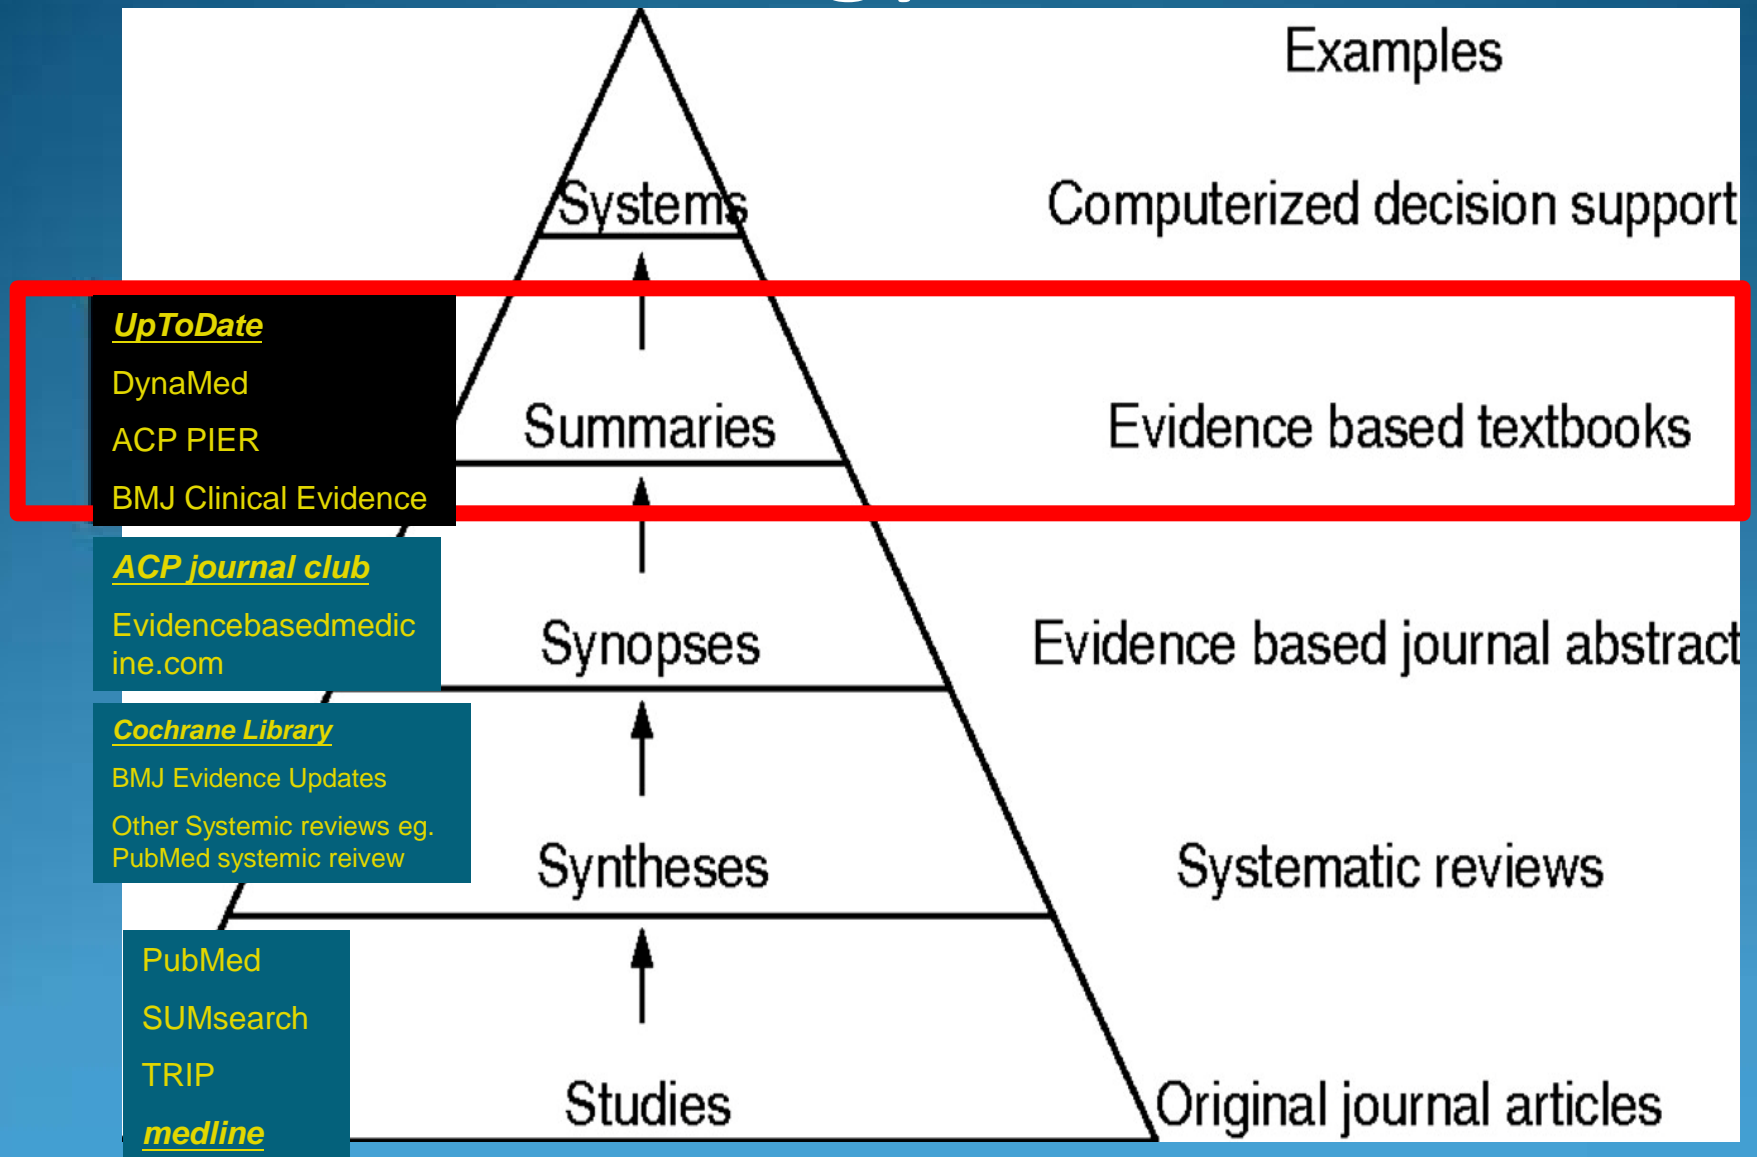 Examples
Systems
Computerized decision support
UpToDate
DynaMed
ACP PIER
BMJ Clinical Evidence
Summaries
Evidence based textbooks
ACP journal club
Evidencebasedmedic
ine.com
Synopses
Evidence based journal abstract
Cochrane Library
BMJ Evidence Updates
Other Systemic reviews eg.
PubMed systemic reivew
Syntheses
Systematic reviews
PubMed
SUMsearch
TRIP
medline
Studies
Original journal articles